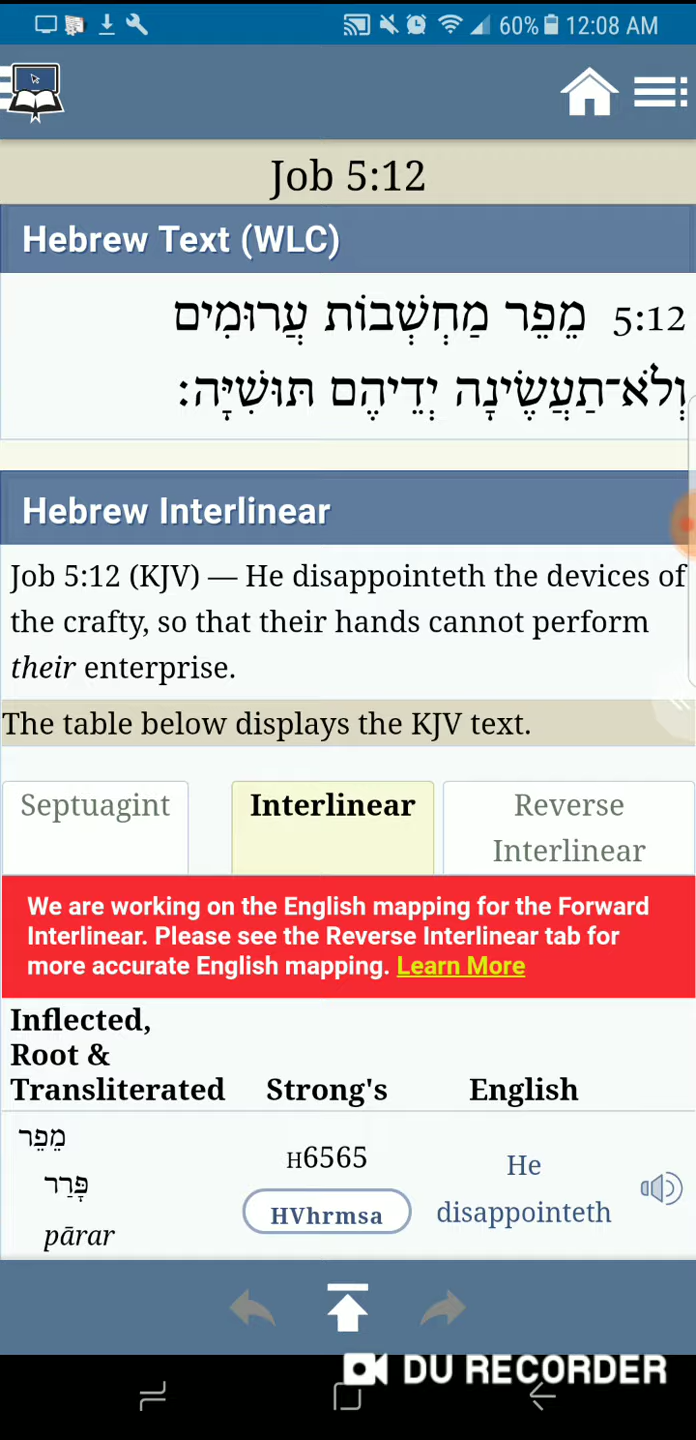 60% 12:08 AM
Job 5:12
Hebrew Text (WLC)
5:12 מֵפֵר מַחְשְׁבוֹת עֲרוּמִים
וְלֹא־תַעֲשֶׂינָה יְדֵיהֶם תּוּשִׁיָּה׃
Hebrew Interlinear
Job 5:12 (KJV) — He disappointeth the devices of
the crafty, so that their hands cannot perform
their enterprise.
The table below displays the KJV text.
Septuagint
Interlinear
Reverse
Interlinear
We are working on the English mapping for the Forward
Interlinear. Please see the Reverse Interlinear tab for
more accurate English mapping. Learn More
Inflected,
Root &
Transliterated Strong's English
מֵפֵר
פָּרַר
pārar
H6565
HVhrmsa
He
disappointeth
DU RECORDER